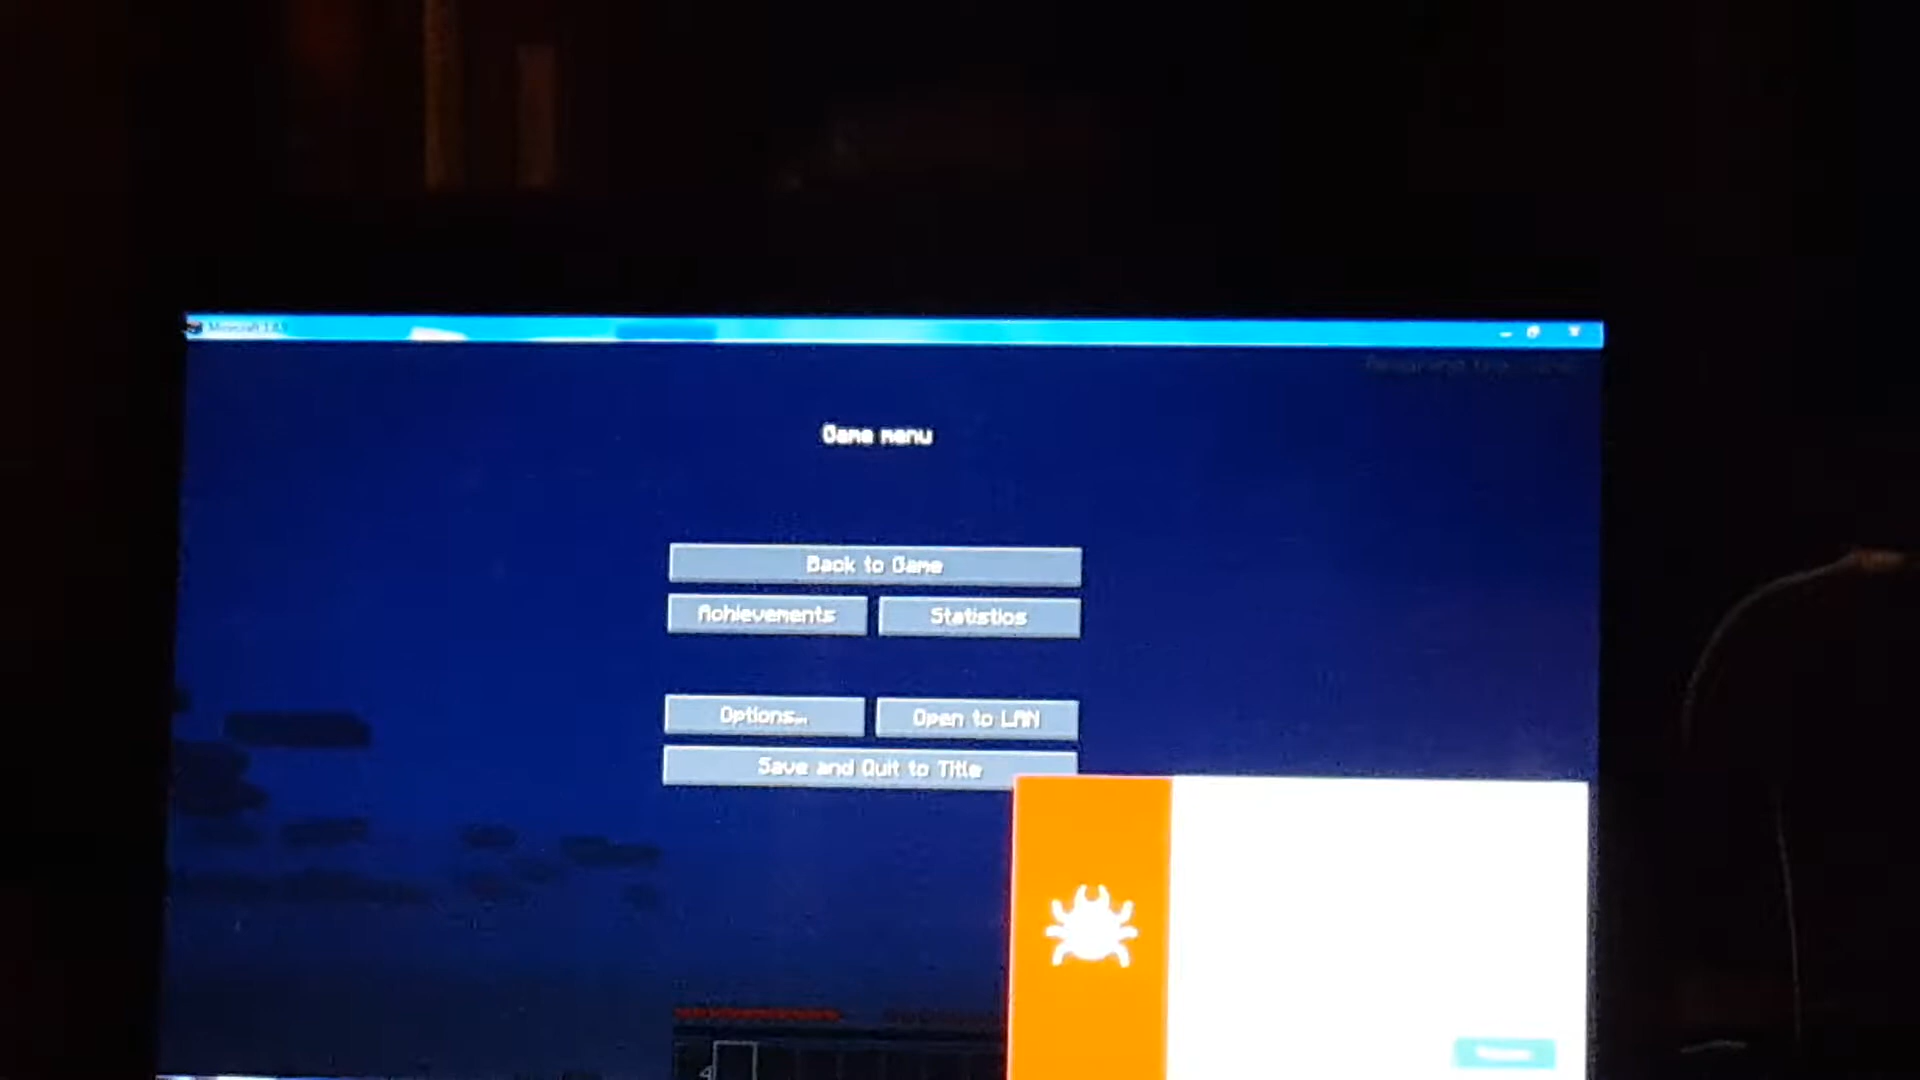 Game menu
Back to Game
Achievements
Statistics
Options...
Open to LAN
Save and Quit to Title